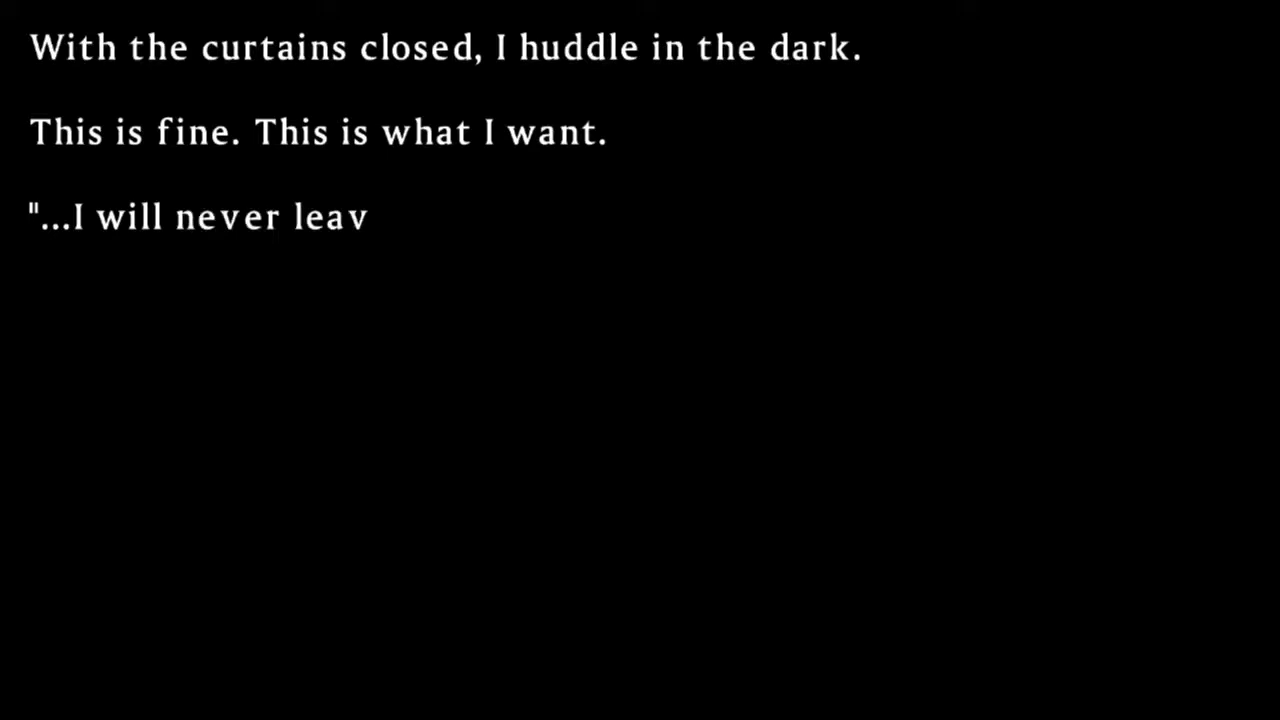 With the curtains closed, I huddle in the dark.
This is fine. This is what I want.
"...I will never leav